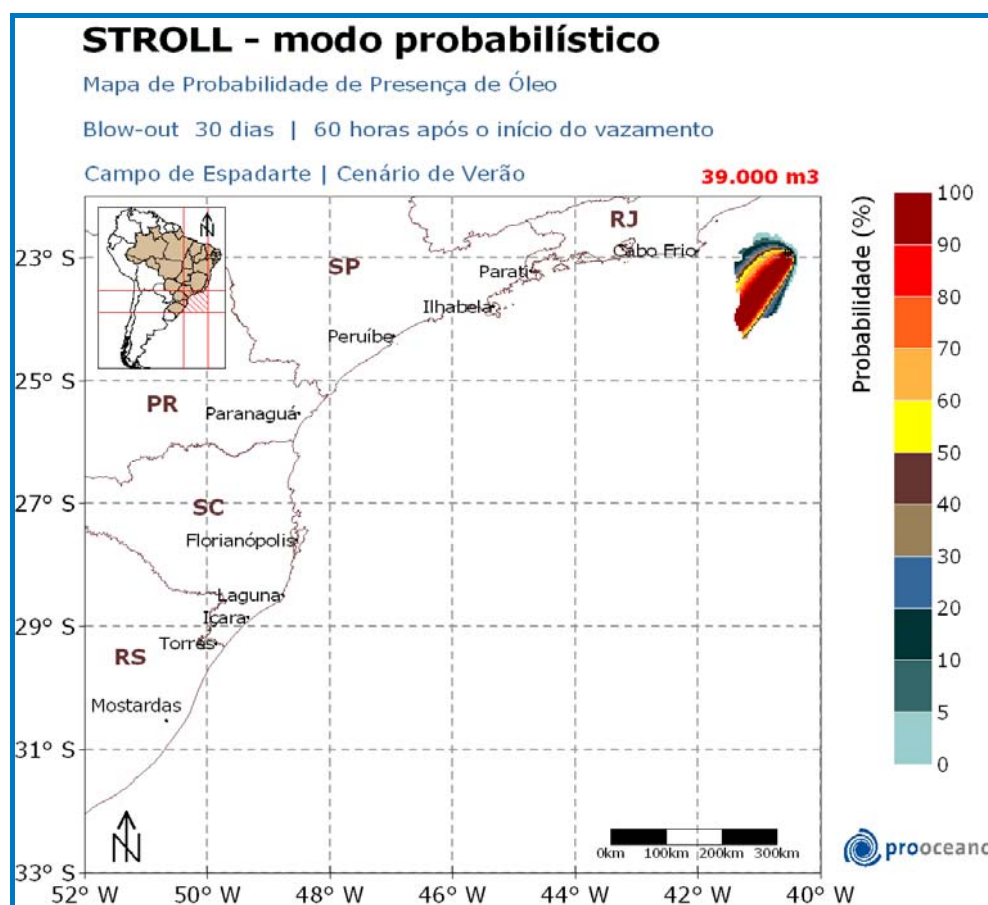 STROLL - modo probabilístico
Mapa de Probabilidade de Presença de Óleo
Blow-out 30 dias | 60 horas após o início do vazamento
Campo de Espadarte | Cenário de Verão
39.000 m3
N
RJ
SP
Cabo Frio
Parati
Ilhabela
Peruíbe
PR
Paranaguá
SC
Florianópolis
Laguna
Içara
Torres
RS
Mostardas
23° S
25° S
27° S
29° S
31° S
33° S
52° W
50° W
48° W
46° W
44° W
42° W
40° W
N
0km
100km
200km
300km
Probabilidade (%)
100
90
80
70
60
50
40
30
20
10
5
0
prooceano